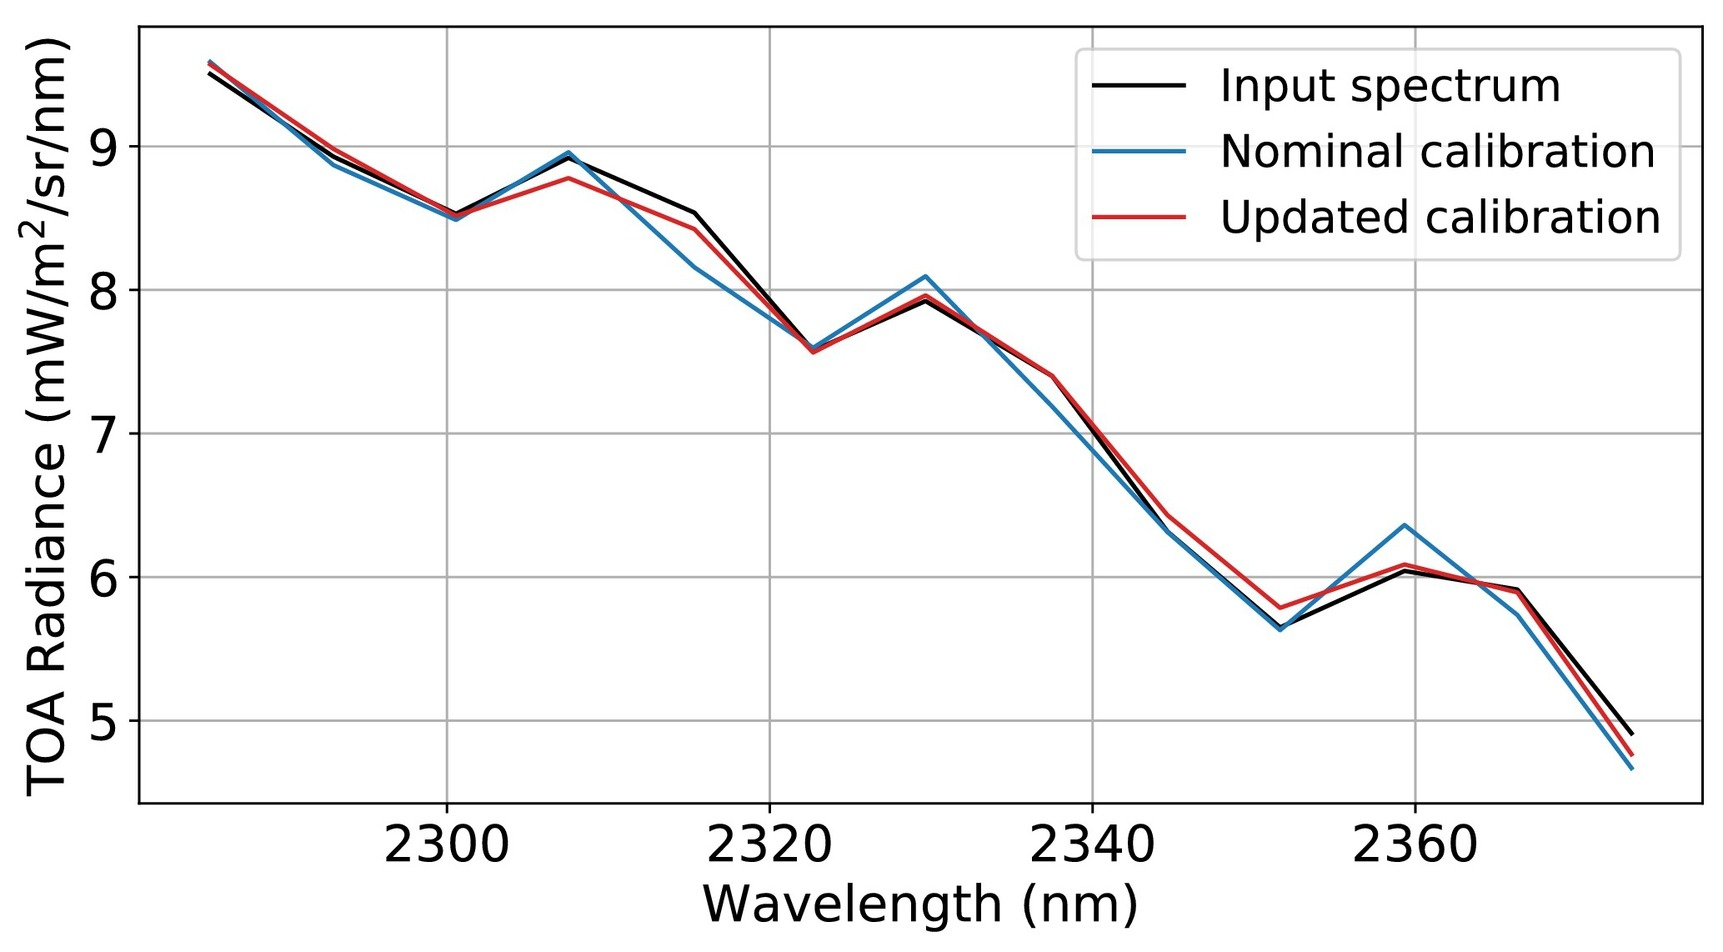 TOA Radiance (mW/m²/sr/nm)
9
8
7
6
5
Input spectrum
Nominal calibration
Updated calibration
2300 2320 2340 2360
Wavelength (nm)